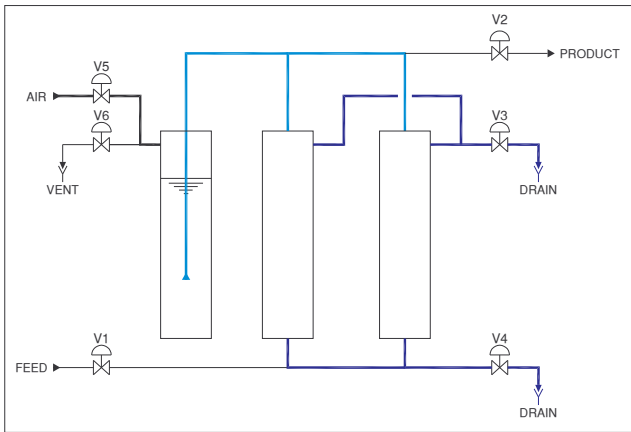 V2
PRODUCT
V5
AIR
V6
V3
VENT
DRAIN
V1
V4
FEED
DRAIN